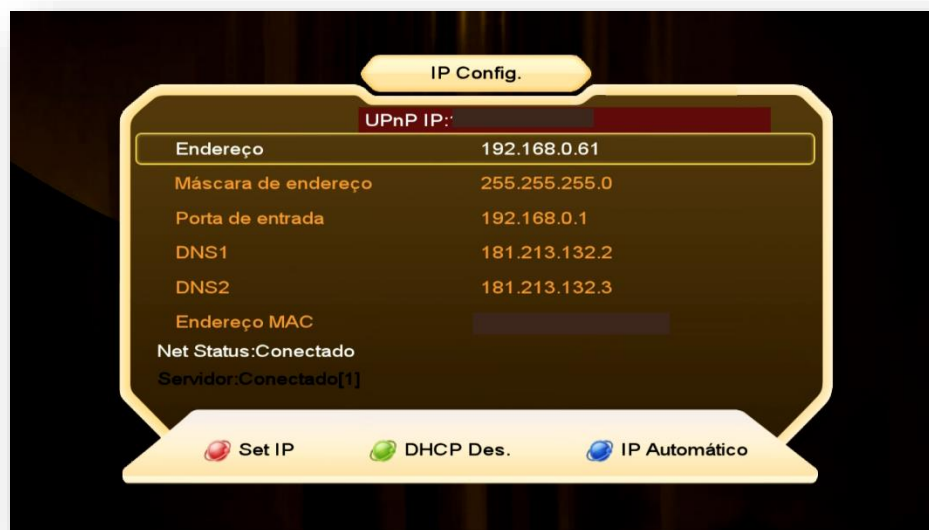 IP Config.
UPnP IP:
Endereço 192.168.0.61
Máscara de endereço 255.255.255.0
Porta de entrada 192.168.0.1
DNS1 181.213.132.2
DNS2 181.213.132.3
Endereço MAC
Net Status:Conectado
Servidor:Conectado[1]
Set IP DHCP Des. IP Automático